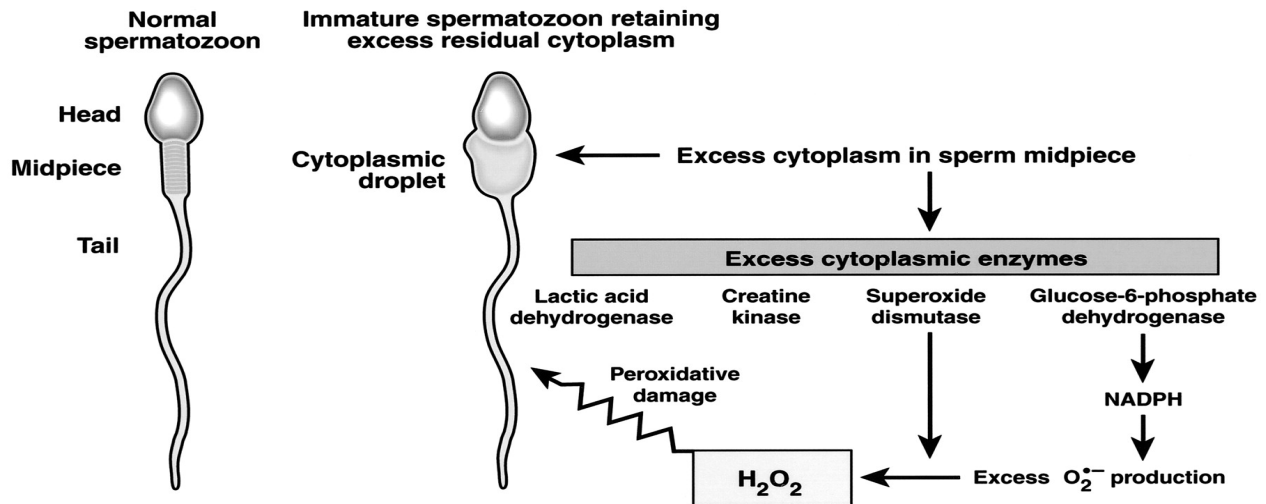 Normal
spermatozoon
Immature spermatozoon retaining
excess residual cytoplasm
Head
Midpiece
Tail
Cytoplasmic
droplet
Excess cytoplasm in sperm midpiece
Excess cytoplasmic enzymes
Lactic acid
dehydrogenase
Creatine
kinase
Superoxide
dismutase
Glucose-6-phosphate
dehydrogenase
Peroxidative
damage
NADPH
H₂O₂
Excess O₂•− production